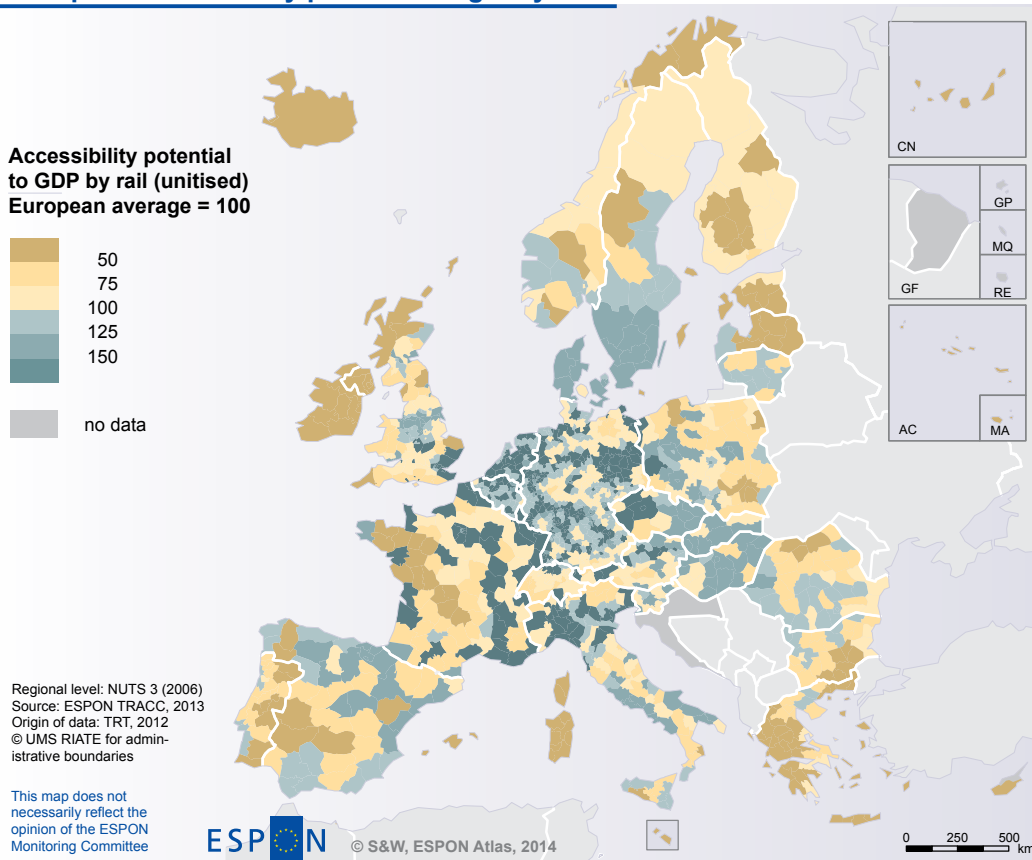 Accessibility potential
to GDP by rail (unitised)
European average = 100
50
75
100
125
150
no data
CN
GP
MQ
GF
RE
AC
MA
Regional level: NUTS 3 (2006)
Source: ESPON TRACC, 2013
Origin of data: TRT, 2012
© UMS RIATE for admin-
istrative boundaries
This map does not
necessarily reflect the
opinion of the ESPON
Monitoring Committee
ESPON
© S&W, ESPON Atlas, 2014
0 250 500
km